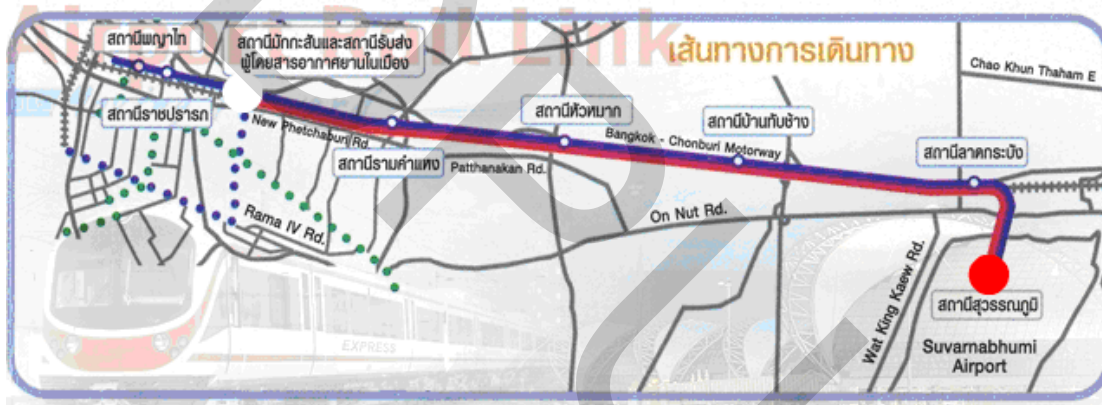 Airport Rail Link
เส้นทางการเดินทาง
สถานีพญาไท
สถานีมักกะสันและสถานีรับส่ง
ผู้โดยสารอากาศยานในเมือง
Chao Khun Thaham E
สถานีราชปรารภ
New Phetchaburi Rd.
สถานีหัวหมาก
Bangkok - Chonburi Motorway
สถานีบ้านทับช้าง
สถานีลาดกระบัง
สถานีรามคำแหง
Patthanakan Rd.
Rama IV Rd.
On Nut Rd.
Wat King Kaew Rd.
สถานีสุวรรณภูมิ
Suvarnabhumi
Airport
EXPRESS